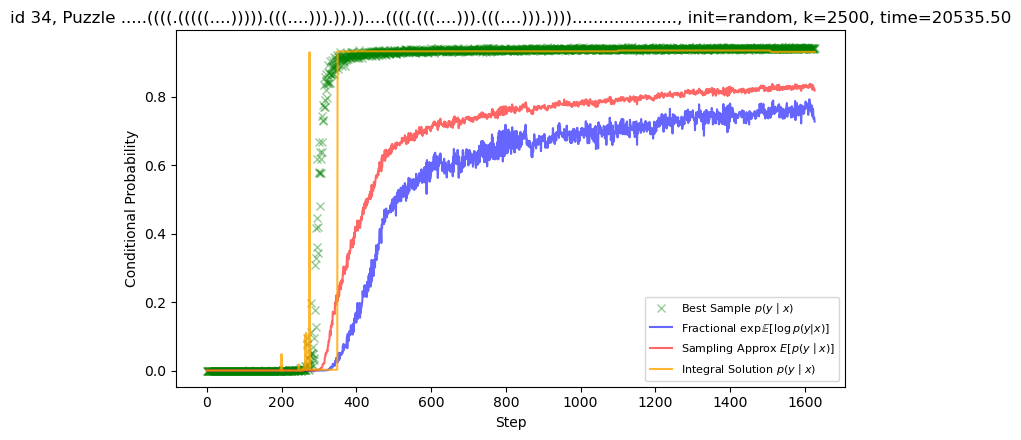 id 34, Puzzle .....((((.(((((....))))).(((....))).)).))....((((.(((....))).(((....))).))))...................., init=random, k=2500, time=20535.50
Conditional Probability
0.8
0.6
0.4
0.2
0.0
Best Sample p(y | x)
Fractional exp𝔼[log p(y|x)]
Sampling Approx E[p(y | x)]
Integral Solution p(y | x)
0 200 400 600 800 1000 1200 1400 1600
Step